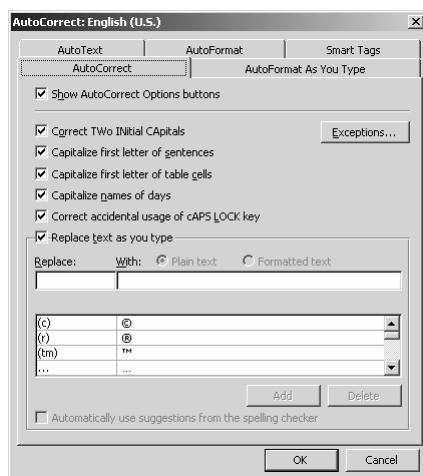 AutoCorrect: English (U.S.)
AutoText AutoFormat Smart Tags
AutoCorrect AutoFormat As You Type
Show AutoCorrect Options buttons
Correct TWo INitial CApitals Exceptions...
Capitalize first letter of sentences
Capitalize first letter of table cells
Capitalize names of days
Correct accidental usage of cAPS LOCK key
Replace text as you type
Replace: With: Plain text Formatted text
(c) ©
(r) ®
(tm) ™
... ...
Add Delete
Automatically use suggestions from the spelling checker
OK Cancel